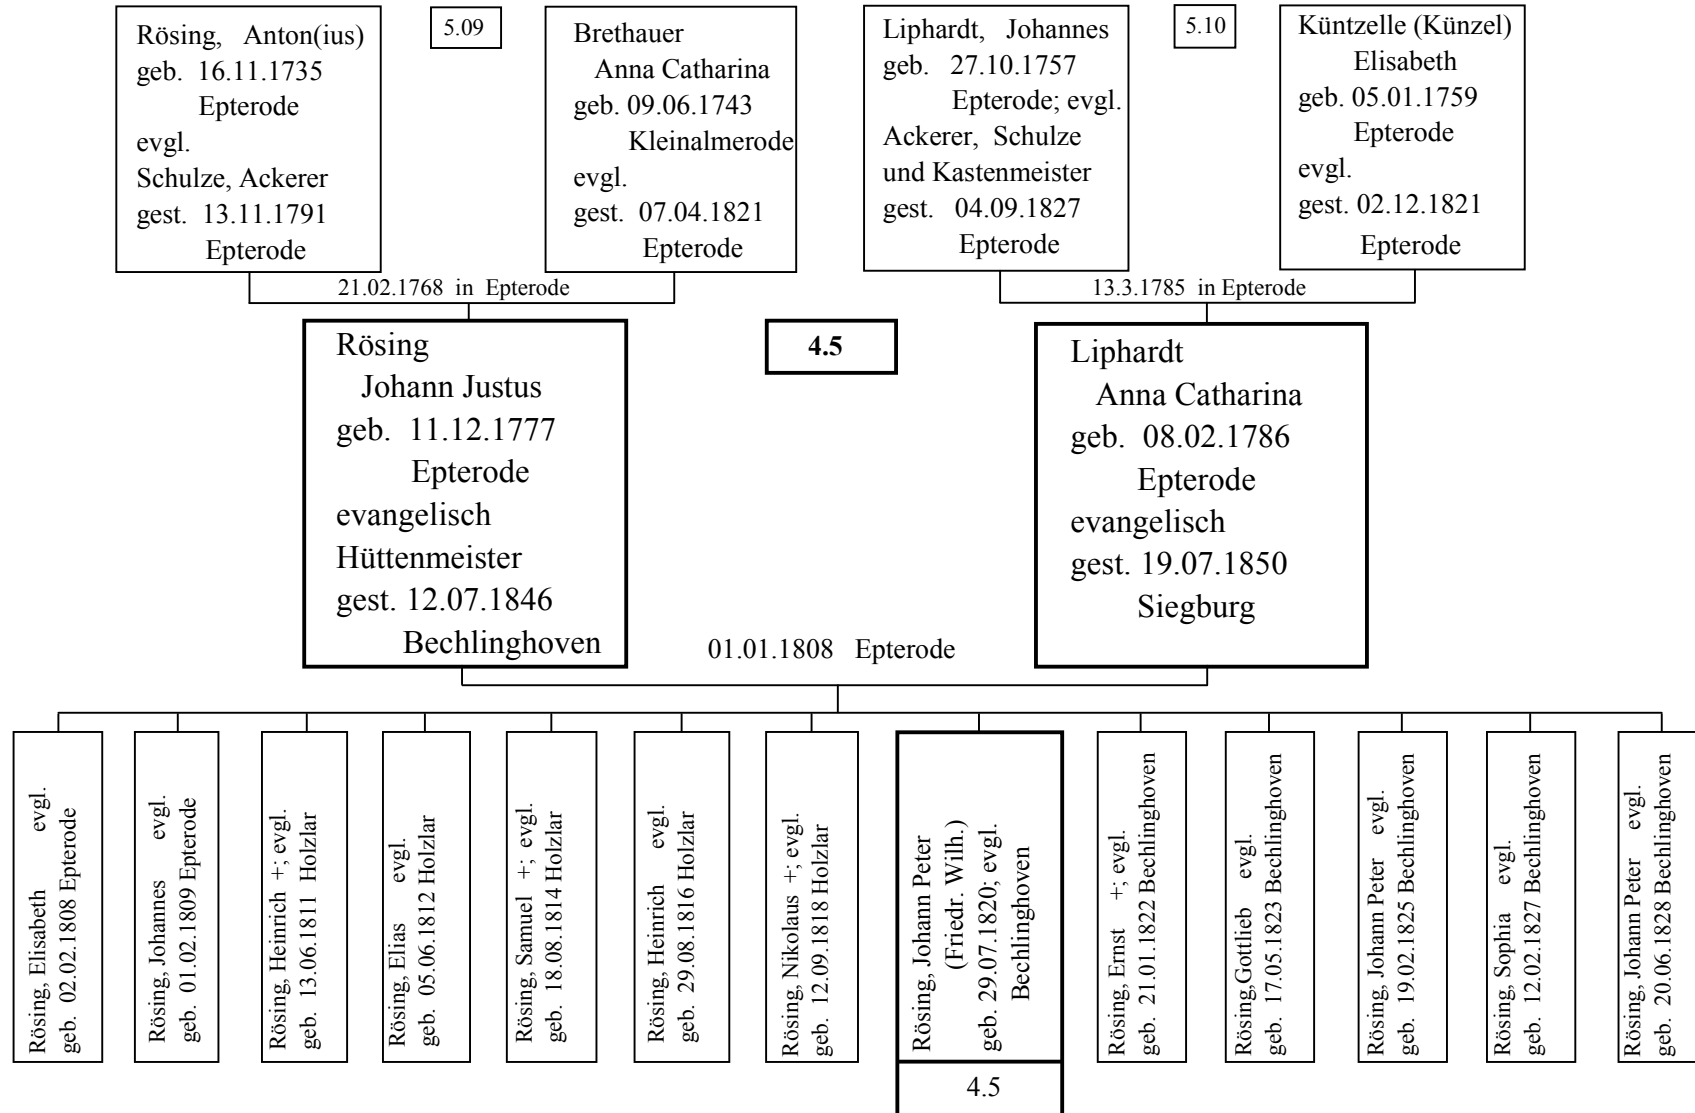 Rösing, Anton(ius)
geb. 16.11.1735
Epterode
evgl.
Schulze, Ackerer
gest. 13.11.1791
Epterode
5.09
Brethauer
Anna Catharina
geb. 09.06.1743
Kleinalmerode
evgl.
gest. 07.04.1821
Epterode
Liphardt, Johannes
geb. 27.10.1757
Epterode; evgl.
Ackerer, Schulze
und Kastenmeister
gest. 04.09.1827
Epterode
5.10
Küntzelle (Künzel)
Elisabeth
geb. 05.01.1759
Epterode
evgl.
gest. 02.12.1821
Epterode
21.02.1768 in Epterode
13.3.1785 in Epterode
Rösing
Johann Justus
geb. 11.12.1777
Epterode
evangelisch
Hüttenmeister
gest. 12.07.1846
Bechlinghoven
4.5
Liphardt
Anna Catharina
geb. 08.02.1786
Epterode
evangelisch
gest. 19.07.1850
Siegburg
01.01.1808 Epterode
Rösing, Elisabeth evgl.
geb. 02.02.1808 Epterode
Rösing, Johannes evgl.
geb. 01.02.1809 Epterode
Rösing, Heinrich +; evgl.
geb. 13.06.1811 Holzlar
Rösing, Elias evgl.
geb. 05.06.1812 Holzlar
Rösing, Samuel +; evgl.
geb. 18.08.1814 Holzlar
Rösing, Heinrich evgl.
geb. 29.08.1816 Holzlar
Rösing, Nikolaus +; evgl.
geb. 12.09.1818 Holzlar
Rösing, Johann Peter
(Friedr. Wilh.)
geb. 29.07.1820; evgl.
Bechlinghoven
4.5
Rösing, Ernst +; evgl.
geb. 21.01.1822 Bechlinghoven
Rösing,Gottlieb evgl.
geb. 17.05.1823 Bechlinghoven
Rösing, Johann Peter evgl.
geb. 19.02.1825 Bechlinghoven
Rösing, Sophia evgl.
geb. 12.02.1827 Bechlinghoven
Rösing, Johann Peter evgl.
geb. 20.06.1828 Bechlinghoven